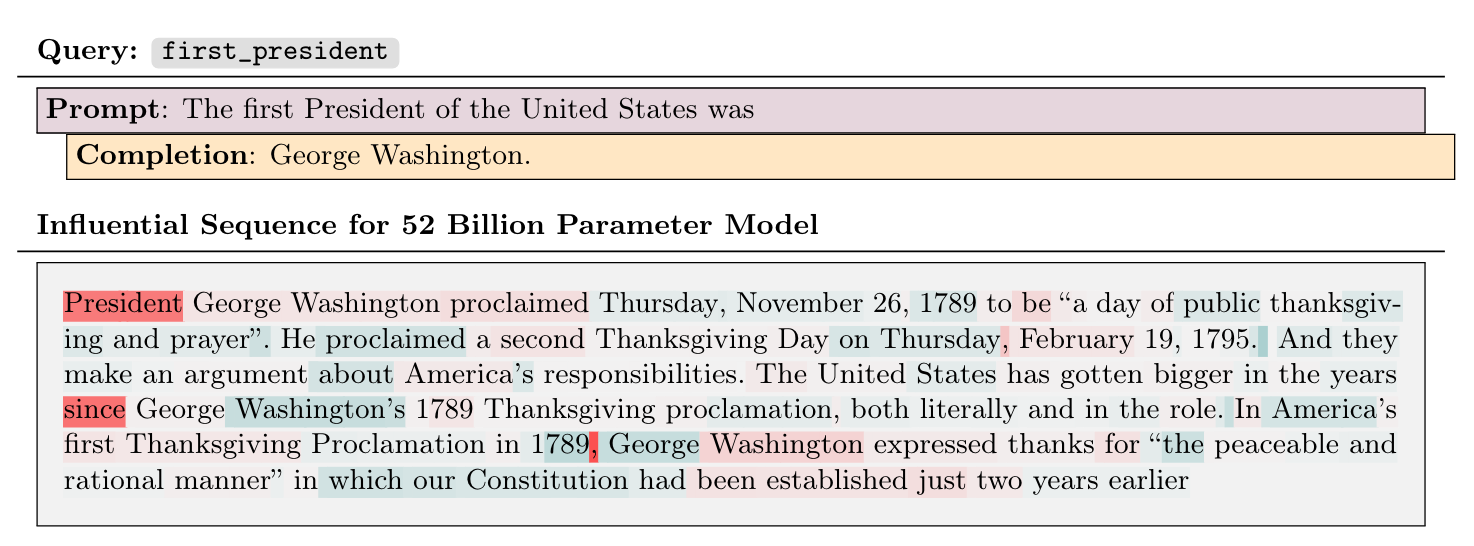 Query: first_president
Prompt: The first President of the United States was
Completion: George Washington.
Influential Sequence for 52 Billion Parameter Model
President George Washington proclaimed Thursday, November 26, 1789 to be “a day of public thanksgiv-
ing and prayer”. He proclaimed a second Thanksgiving Day on Thursday, February 19, 1795. And they
make an argument about America’s responsibilities. The United States has gotten bigger in the years
since George Washington’s 1789 Thanksgiving proclamation, both literally and in the role. In America’s
first Thanksgiving Proclamation in 1789, George Washington expressed thanks for “the peaceable and
rational manner” in which our Constitution had been established just two years earlier